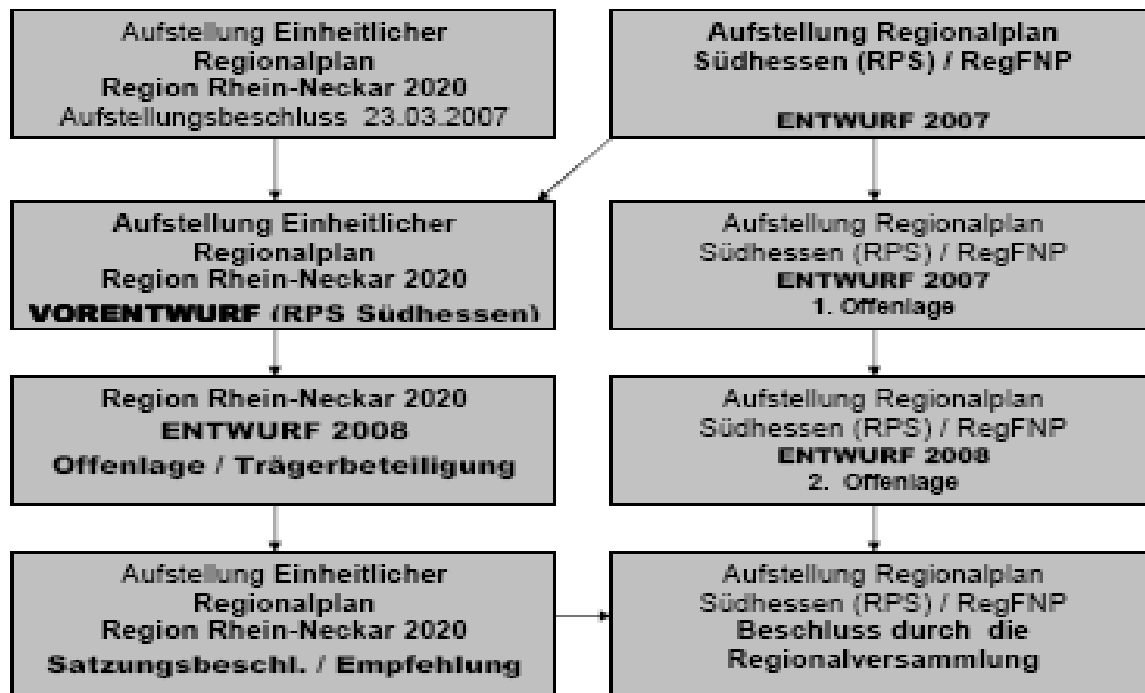 Aufstellung Einheitlicher
Regionalplan
Region Rhein-Neckar 2020
Aufstellungsbeschluss 23.03.2007
Aufstellung Regionalplan
Südhessen (RPS) / RegFNP
ENTWURF 2007
Aufstellung Einheitlicher
Regionalplan
Region Rhein-Neckar 2020
VORENTWURF (RPS Südhessen)
Aufstellung Regionalplan
Südhessen (RPS) / RegFNP
ENTWURF 2007
1. Offenlage
Region Rhein-Neckar 2020
ENTWURF 2008
Offenlage / Trägerbeteiligung
Aufstellung Regionalplan
Südhessen (RPS) / RegFNP
ENTWURF 2008
2. Offenlage
Aufstellung Einheitlicher
Regionalplan
Region Rhein-Neckar 2020
Satzungsbeschl. / Empfehlung
Aufstellung Regionalplan
Südhessen (RPS) / RegFNP
Beschluss durch die
Regionalversammlung